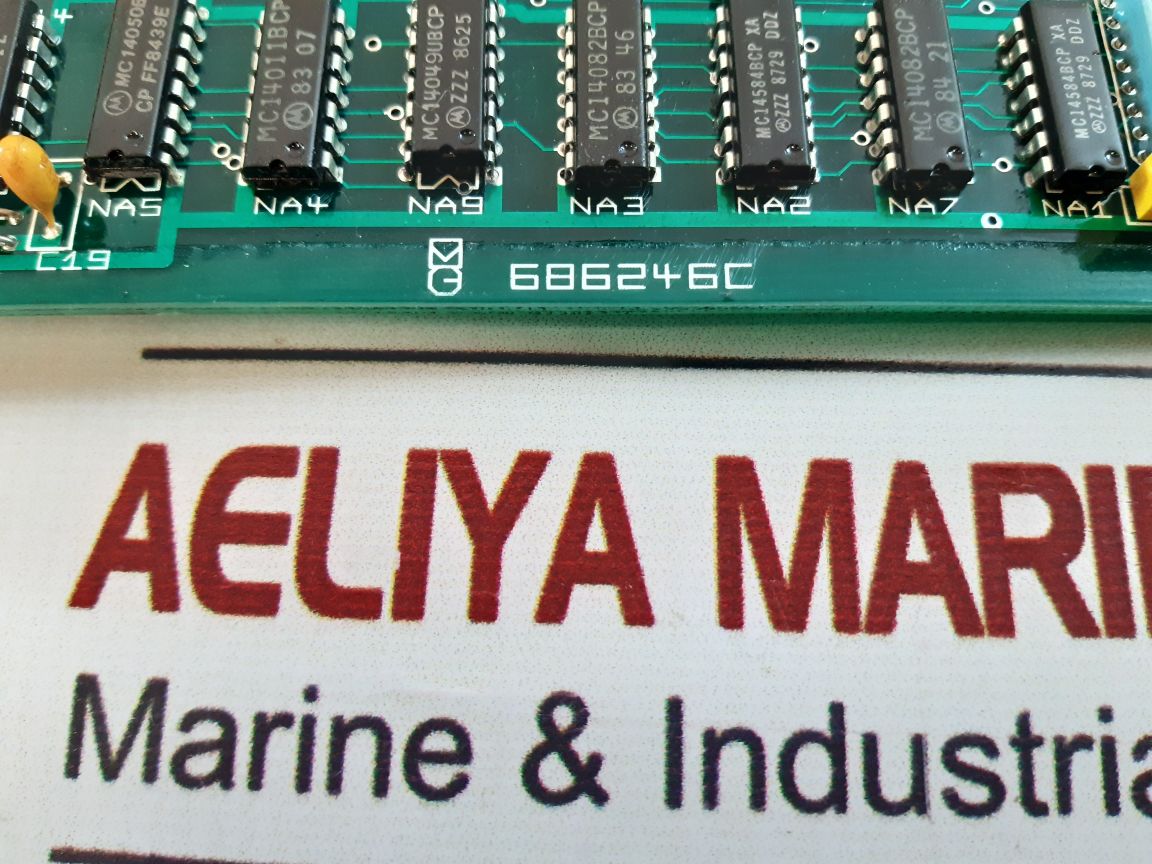 MC14050B
CP FF8439E
MC14011BCP
83 07
MC14049UBCP
ZZZ 8625
MC14082BCP
83 46
MC14584BCP XA
ZZZ 8729 DDZ
MC14082BCP
84 21
MC14584BCP XA
ZZZ 8729 DDZ
NA5
NA4
NA9
NA3
NA2
NA7
NA1
C19
686246C
AELIYA MARI
Marine & Industria